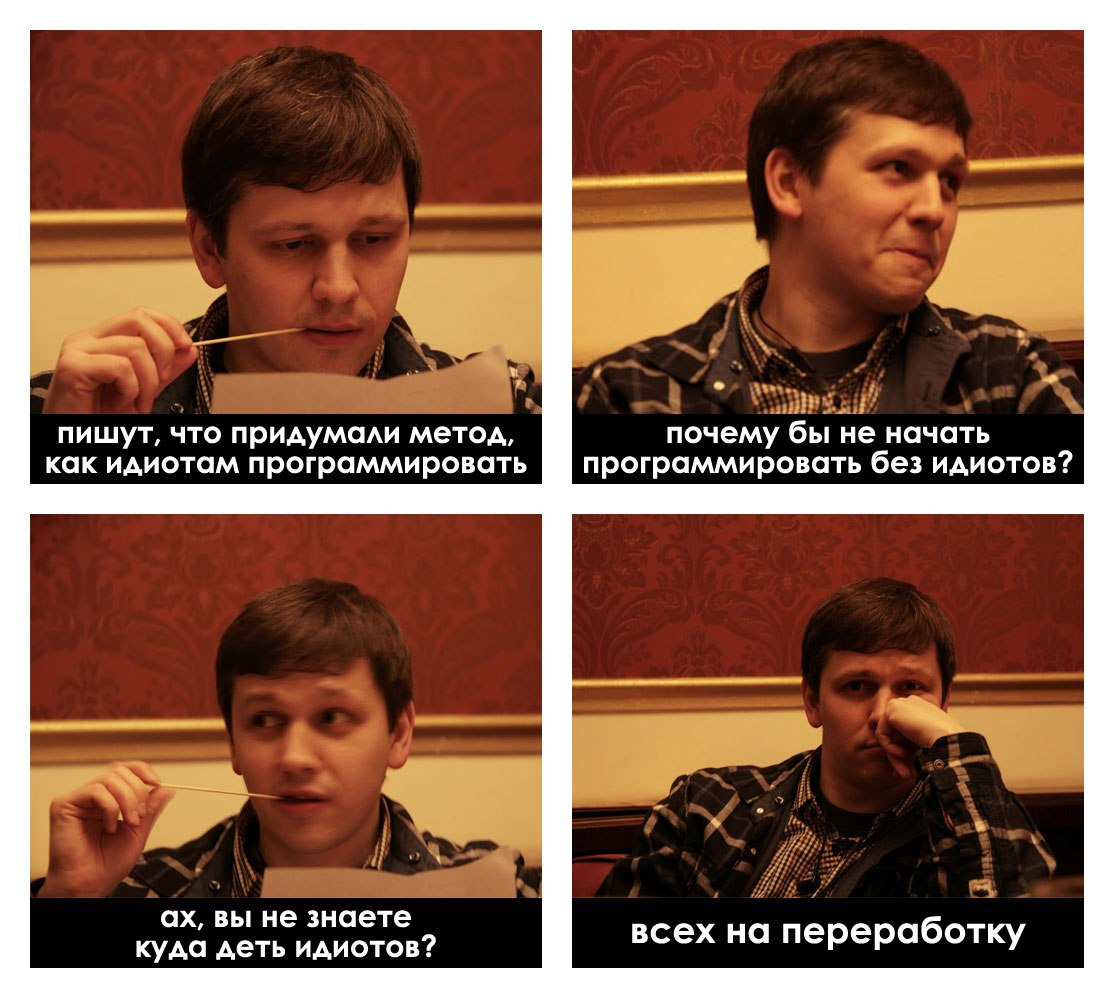 пишут, что придумали метод,
как идиотам программировать
почему бы не начать
программировать без идиотов?
ах, вы не знаете
куда деть идиотов?
всех на переработку